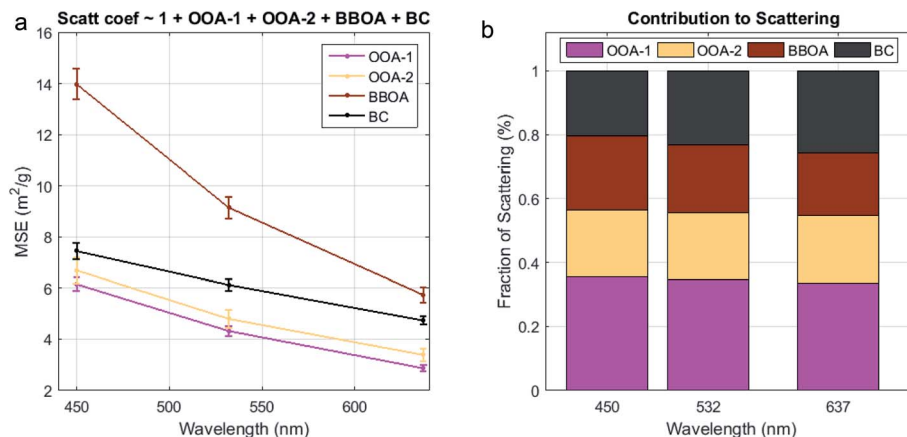 a
Scatt coef ~ 1 + OOA-1 + OOA-2 + BBOA + BC
16
14
12
10
8
6
4
2
MSE (m²/g)
OOA-1
OOA-2
BBOA
BC
450
500
550
600
Wavelength (nm)
b
Contribution to Scattering
OOA-1 OOA-2 BBOA BC
1
0.8
0.6
0.4
0.2
0
Fraction of Scattering (%)
450
532
637
Wavelength (nm)